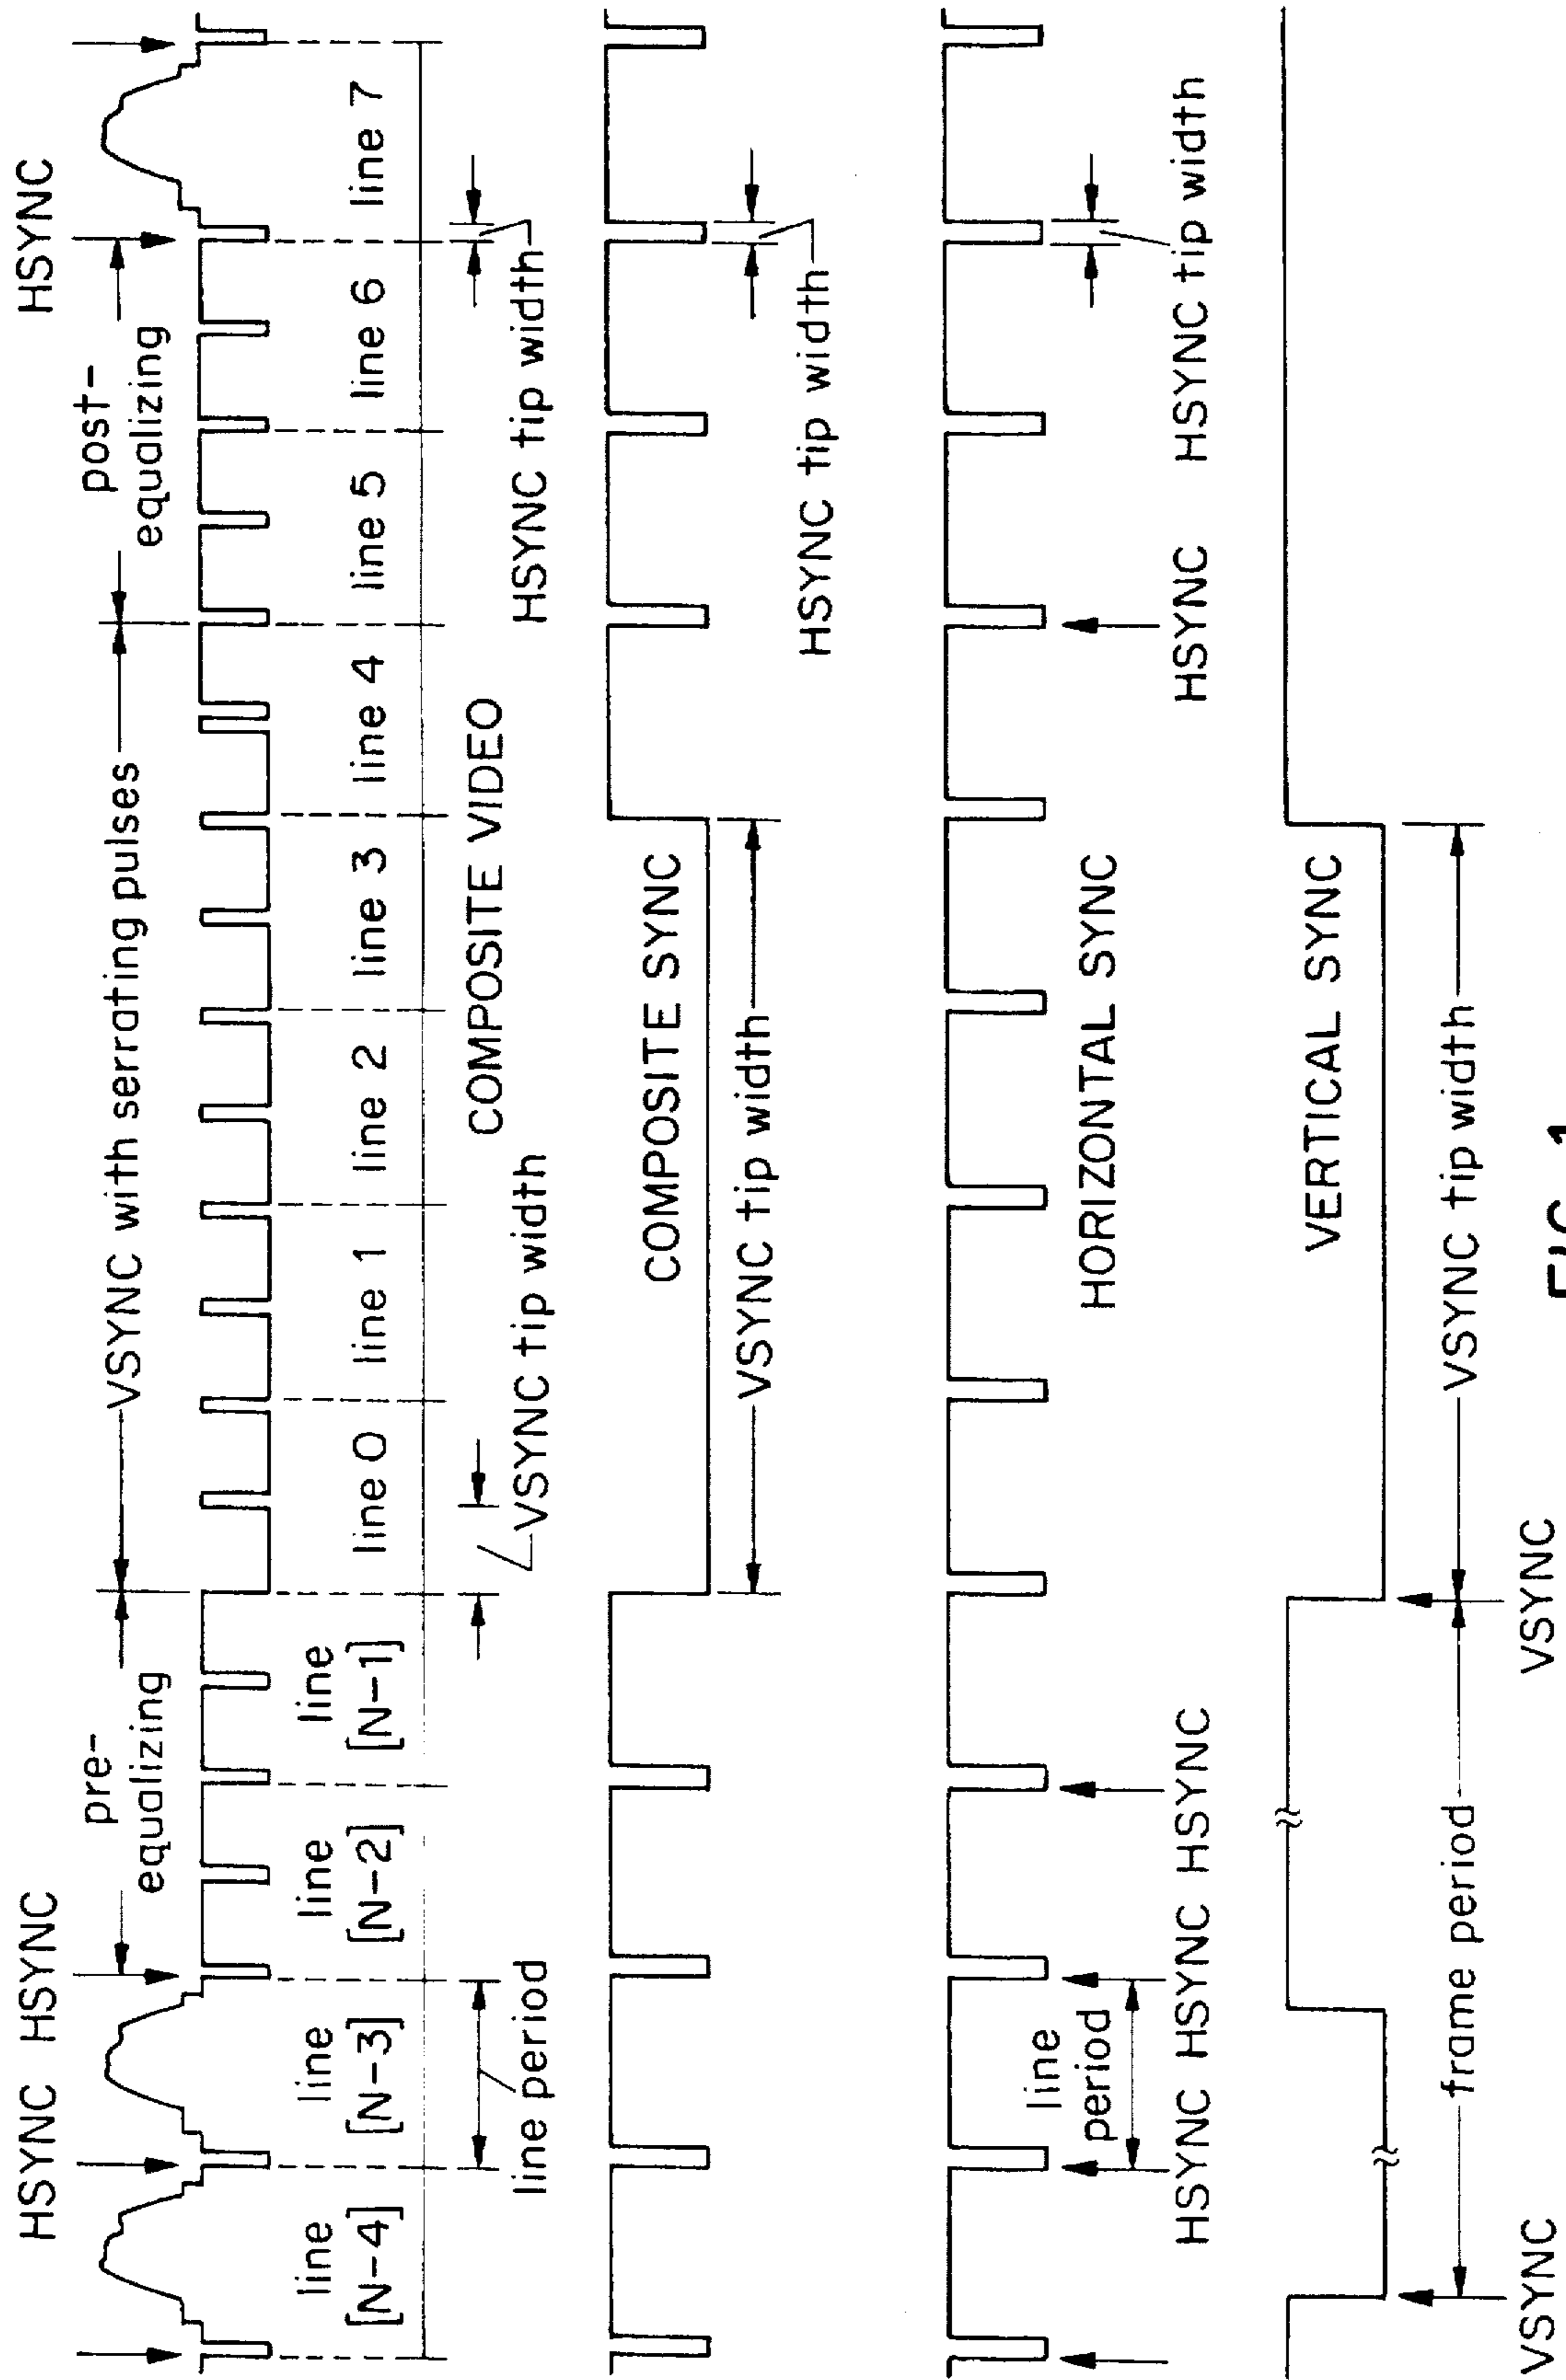 HSYNC HSYNC
HSYNC
pre-
equalizing
VSYNC with serrating pulses
post-
equalizing
line
[N-4]
line
[N-3]
line
[N-2]
line
[N-1]
line 0
line 1
line 2
line 3
line 4
line 5
line 6
line 7
line period
VSYNC tip width
COMPOSITE VIDEO
HSYNC tip width
COMPOSITE SYNC
VSYNC tip width
HSYNC tip width
line
period
HORIZONTAL SYNC
HSYNC HSYNC HSYNC
HSYNC
HSYNC tip width
VERTICAL SYNC
frame period
VSYNC tip width
VSYNC
VSYNC
FIG. 1